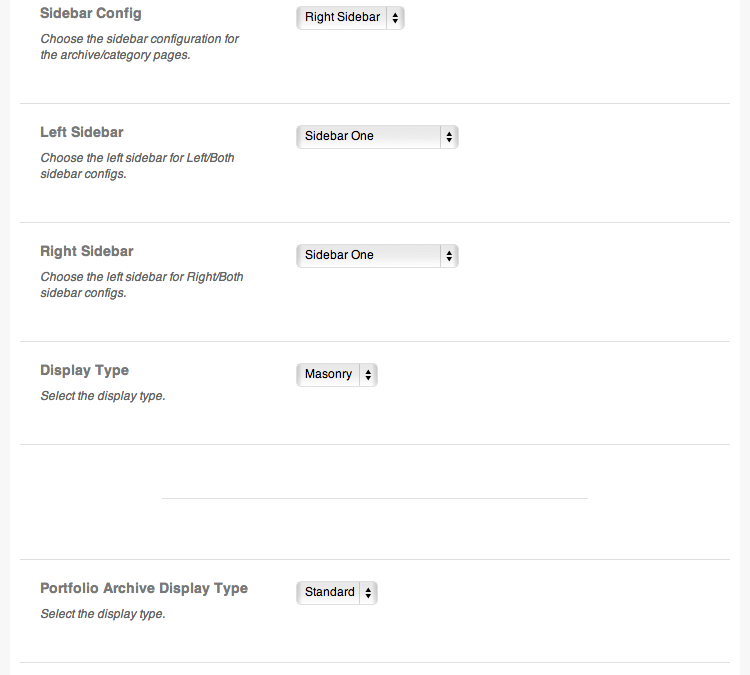 Sidebar Config
Right Sidebar
Choose the sidebar configuration for
the archive/category pages.
Left Sidebar
Sidebar One
Choose the left sidebar for Left/Both
sidebar configs.
Right Sidebar
Sidebar One
Choose the left sidebar for Right/Both
sidebar configs.
Display Type
Masonry
Select the display type.
Portfolio Archive Display Type
Standard
Select the display type.